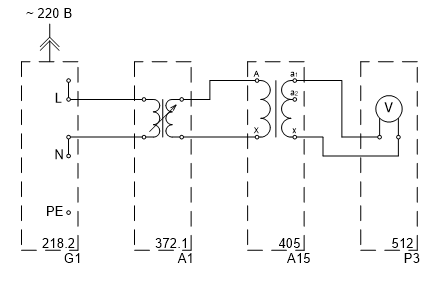 ~ 220 В
A a1
L
a2
V
X x
N
PE
218.2 372.1 405 512
G1 A1 A15 P3